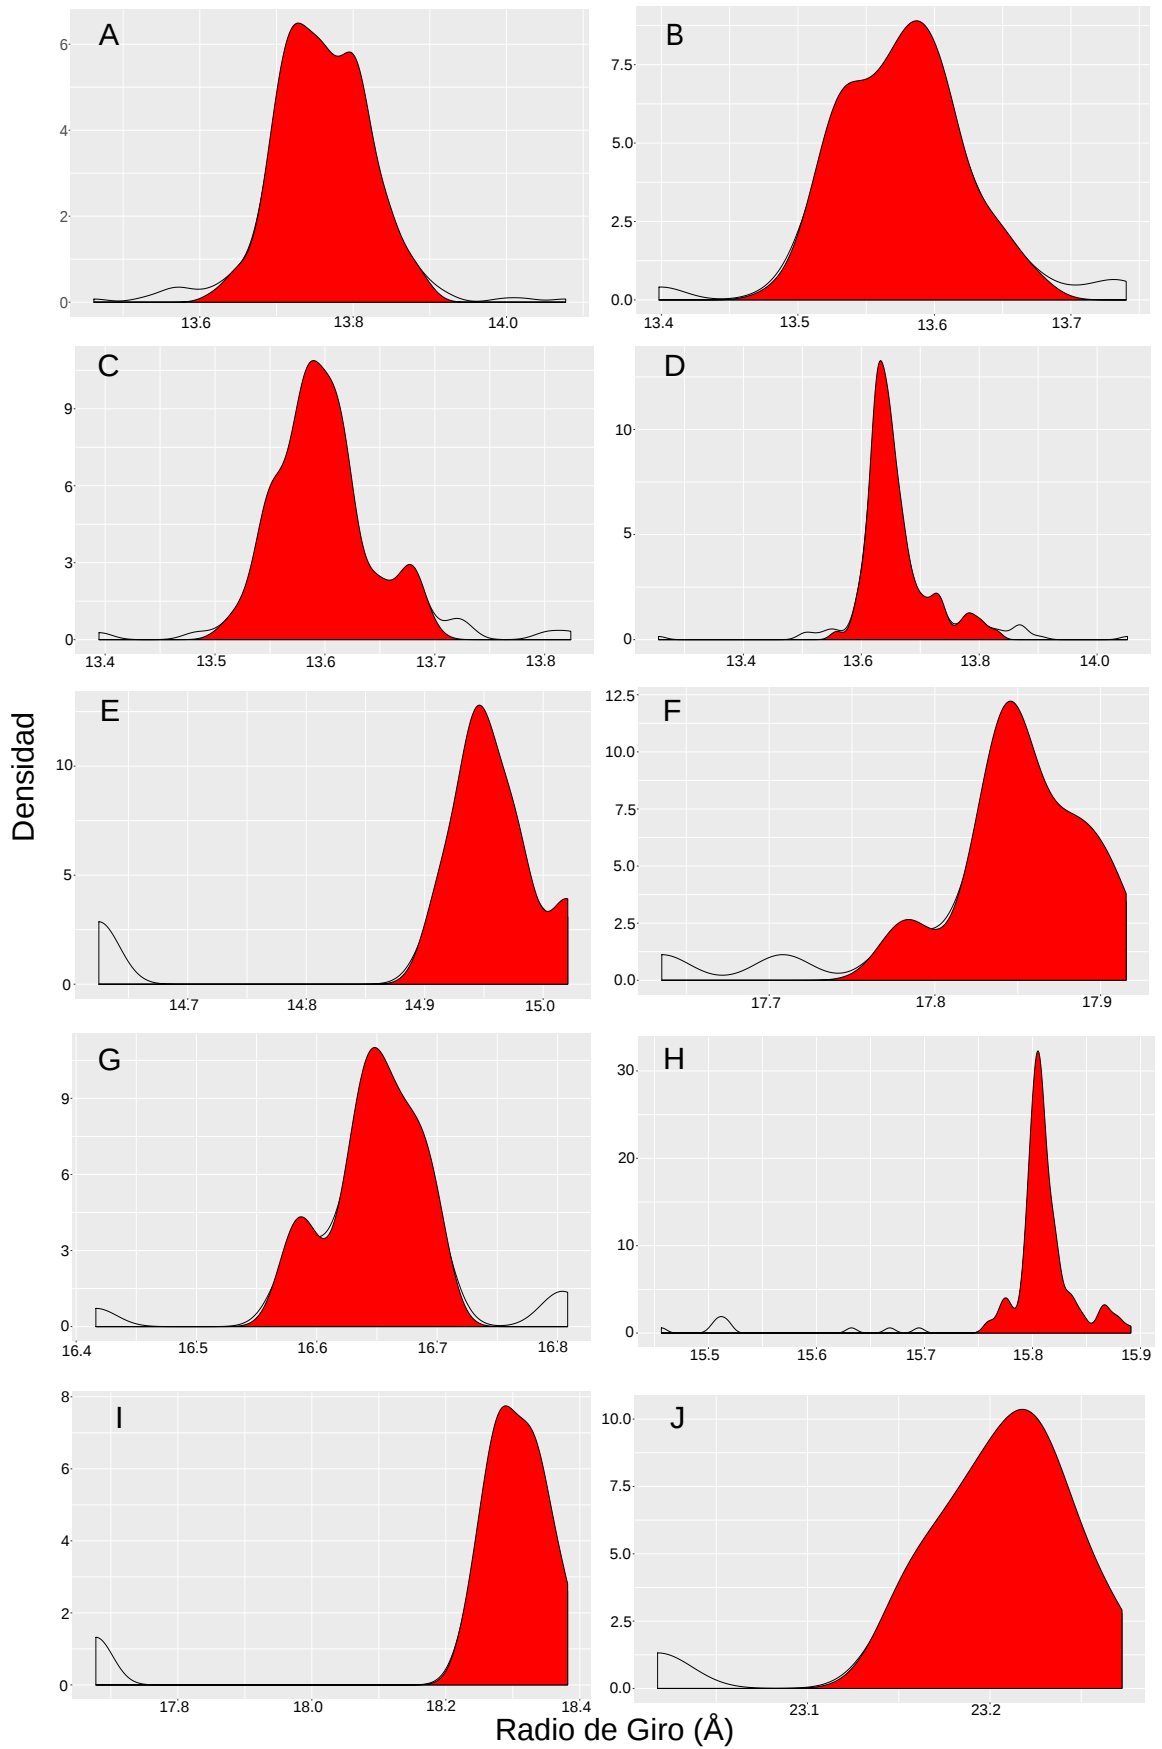 A
6
4
2
0
13.6 13.8 14.0
B
7.5
5.0
2.5
0.0
13.4 13.5 13.6 13.7
C
9
6
3
0
13.4 13.5 13.6 13.7 13.8
D
10
5
0
13.4 13.6 13.8 14.0
Densidad
E
10
5
0
14.7 14.8 14.9 15.0
F
12.5
10.0
7.5
5.0
2.5
0.0
17.7 17.8 17.9
G
9
6
3
0
16.4 16.5 16.6 16.7 16.8
H
30
20
10
0
15.5 15.6 15.7 15.8 15.9
I
8
6
4
2
0
17.8 18.0 18.2 18.4
J
10.0
7.5
5.0
2.5
0.0
23.1 23.2
Radio de Giro (Å)